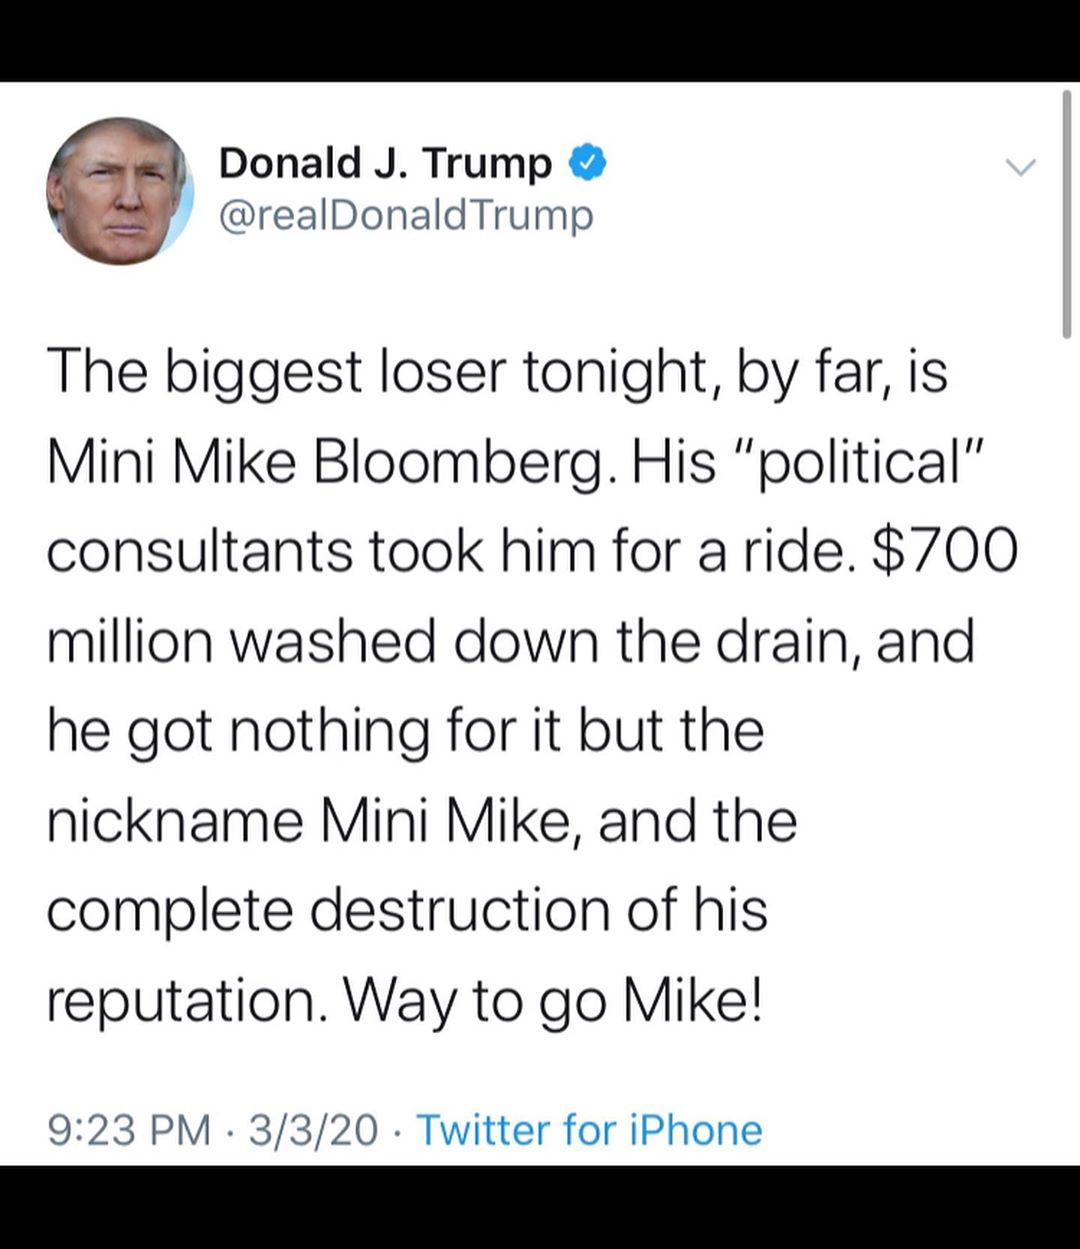 Donald J. Trump
@realDonaldTrump
The biggest loser tonight, by far, is
Mini Mike Bloomberg. His “political”
consultants took him for a ride. $700
million washed down the drain, and
he got nothing for it but the
nickname Mini Mike, and the
complete destruction of his
reputation. Way to go Mike!
9:23 PM · 3/3/20 · Twitter for iPhone